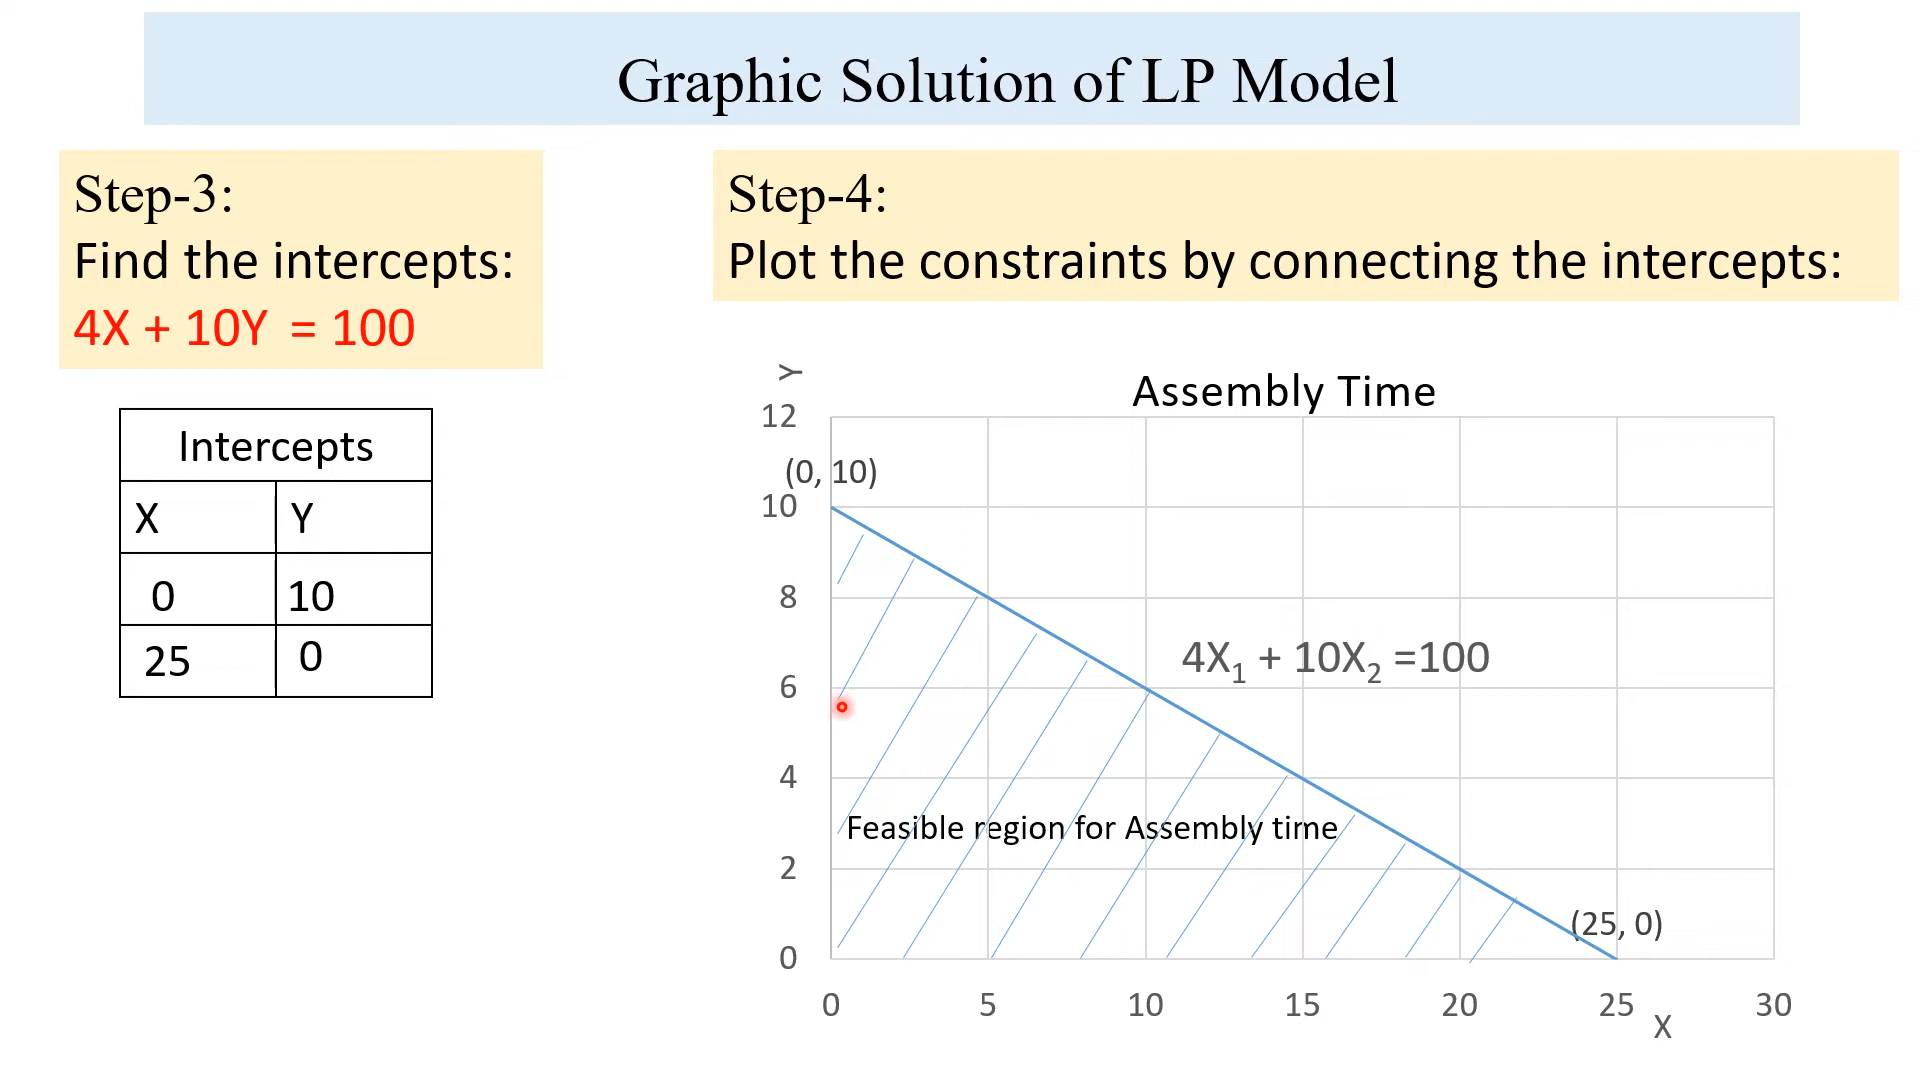 Graphic Solution of LP Model
Step-3:
Find the intercepts:
4X + 10Y = 100
Step-4:
Plot the constraints by connecting the intercepts:
Intercepts
X Y
0 10
25 0
Y
Assembly Time
12
(0, 10)
10
8
4X₁ + 10X₂ =100
6
4
Feasible region for Assembly time
2
(25, 0)
0
0 5 10 15 20 25 30
X